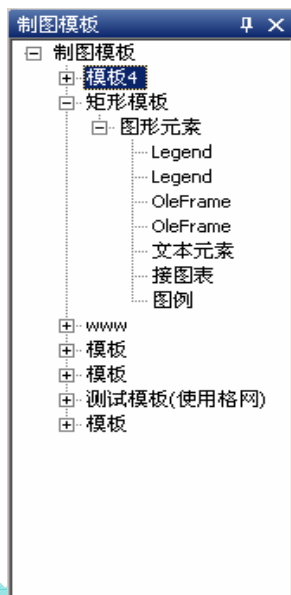 制图模板
制图模板
模板4
矩形模板
图形元素
Legend
Legend
OleFrame
OleFrame
文本元素
接图表
图例
www
模板
模板
测试模板(使用格网)
模板